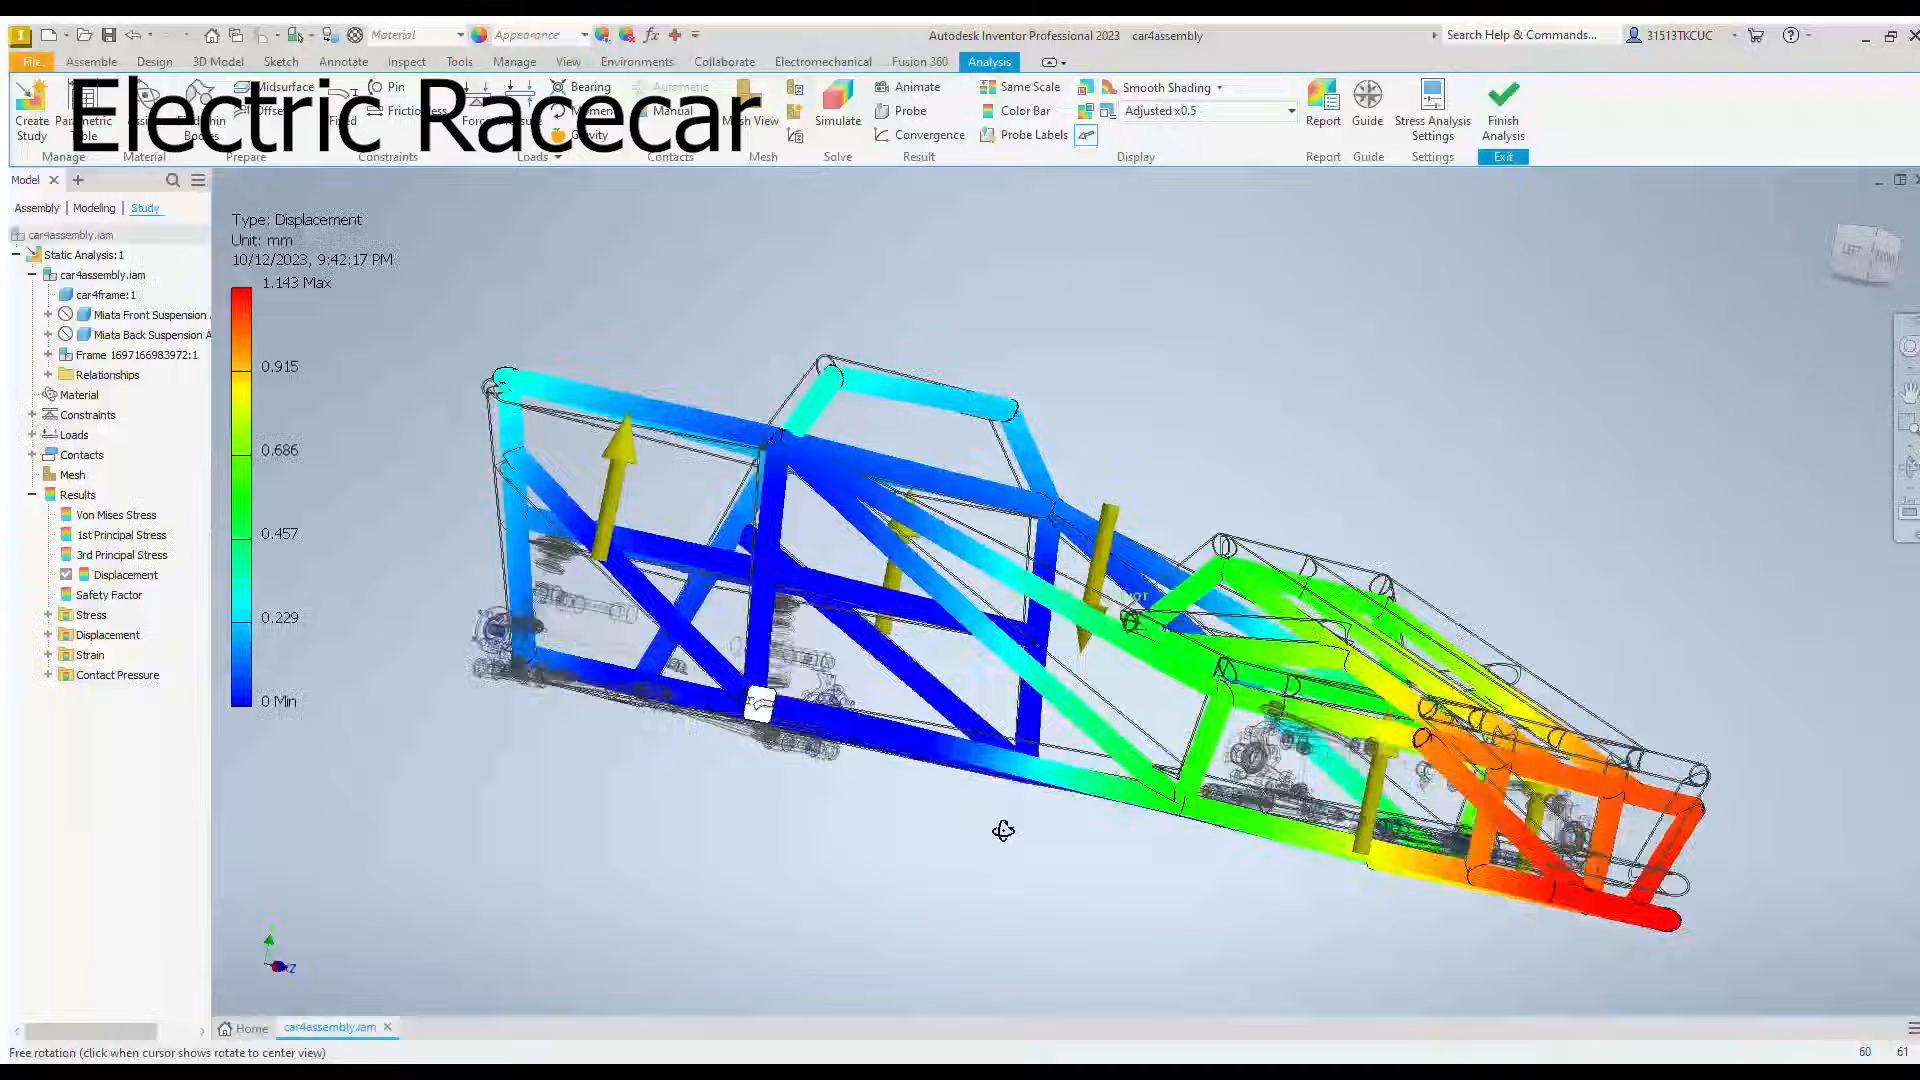 Material
Appearance
Autodesk Inventor Professional 2023 car4assembly
Search Help & Commands...
31513TKCUC
File Assemble Design 3D Model Sketch Annotate Inspect Tools Manage View Environments Collaborate Electromechanical Fusion 360 Analysis
Electric Racecar
Create Study
Parametric Table
Midsurface
Offset
Bodies
Fixed
Pin
Frictionless
Bearing
Moment
Gravity
Automatic
Manual
Mesh View
Simulate
Animate
Probe
Convergence
Same Scale
Color Bar
Probe Labels
Smooth Shading
Adjusted x0.5
Report
Guide
Stress Analysis Settings
Finish Analysis
Manage Material Prepare Constraints Loads Contacts Mesh Solve Result Display Report Guide Settings Exit
Model
Assembly Modeling Study
car4assembly.iam
Static Analysis:1
car4assembly.iam
car4frame:1
Miata Front Suspension
Miata Back Suspension A
Frame 1697166983972:1
Relationships
Material
Constraints
Loads
Contacts
Mesh
Results
Von Mises Stress
1st Principal Stress
3rd Principal Stress
Displacement
Safety Factor
Stress
Displacement
Strain
Contact Pressure
Type: Displacement
Unit: mm
10/12/2023, 9:42:17 PM
1.143 Max
0.915
0.686
0.457
0.229
0 Min
LEFT
Z
Home car4assembly.iam
Free rotation (click when cursor shows rotate to center view)
60 61